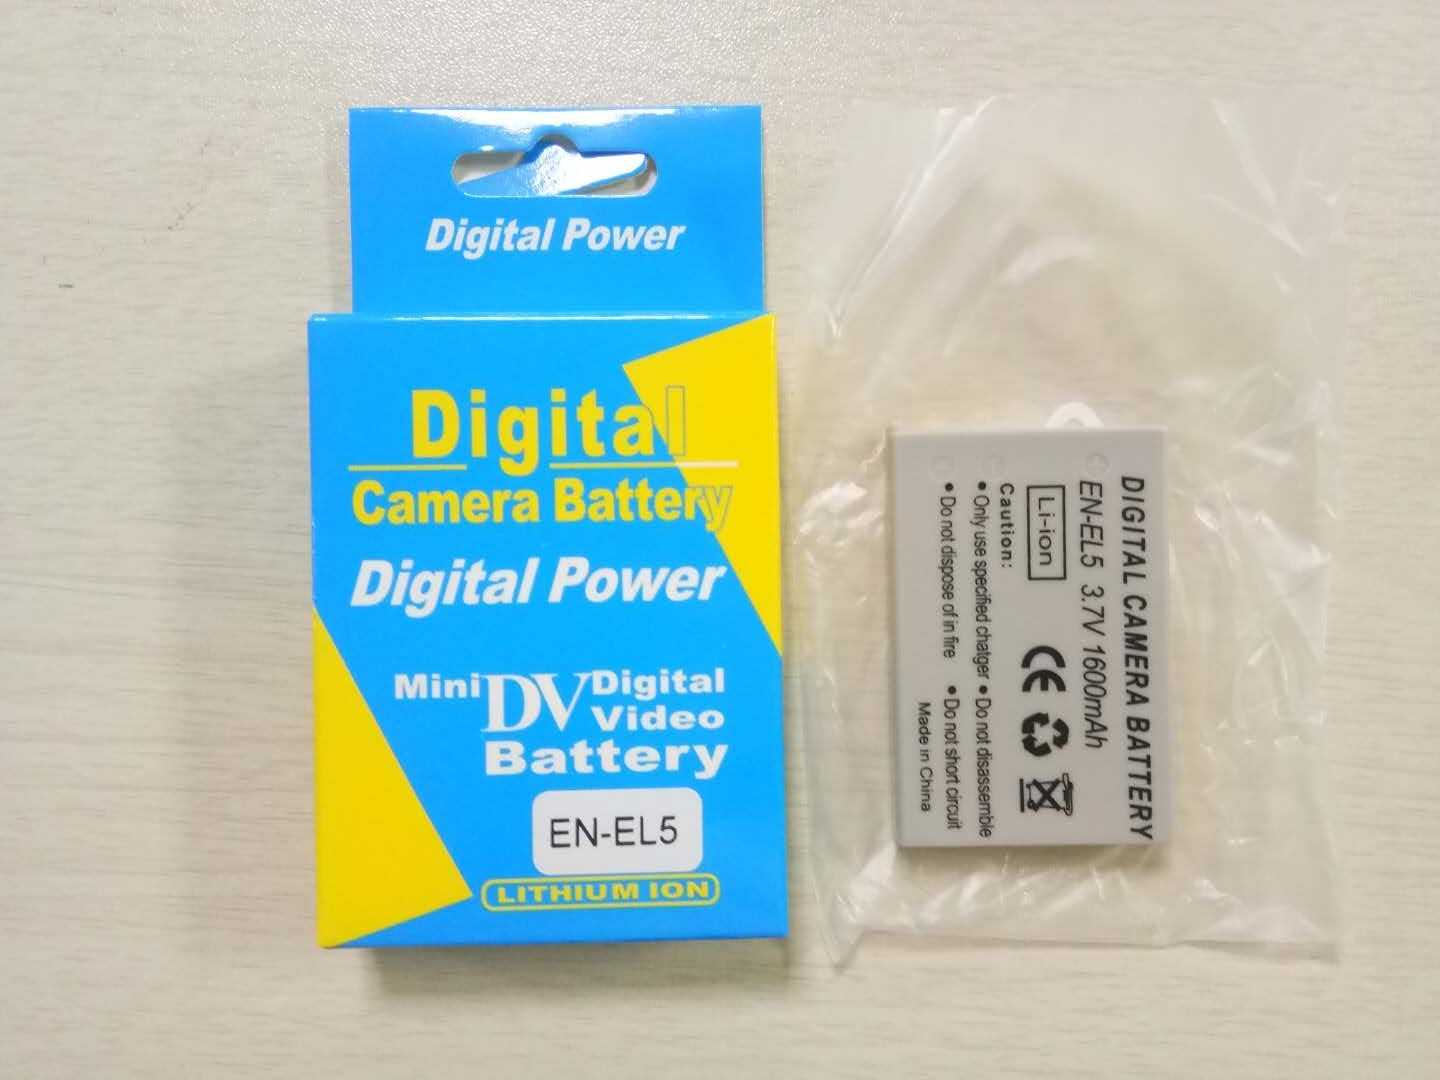 Digital Power
Digital
Camera Battery
Digital Power
Mini DV Digital
Video
Battery
EN-EL5
LITHIUM ION
DIGITAL CAMERA BATTERY
EN-EL5 3.7V 1600mAh
Li-ion CE
Caution:
• Only use specified chatger • Do not disassemble
• Do not dispose of in fire • Do not short circuit
Made in China